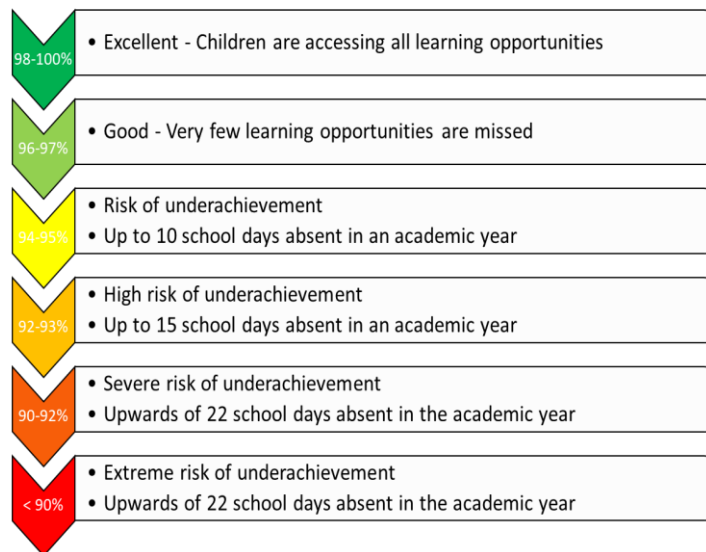 98-100%
• Excellent - Children are accessing all learning opportunities
96-97%
• Good - Very few learning opportunities are missed
94-95%
• Risk of underachievement
• Up to 10 school days absent in an academic year
92-93%
• High risk of underachievement
• Up to 15 school days absent in an academic year
90-92%
• Severe risk of underachievement
• Upwards of 22 school days absent in the academic year
< 90%
• Extreme risk of underachievement
• Upwards of 22 school days absent in the academic year